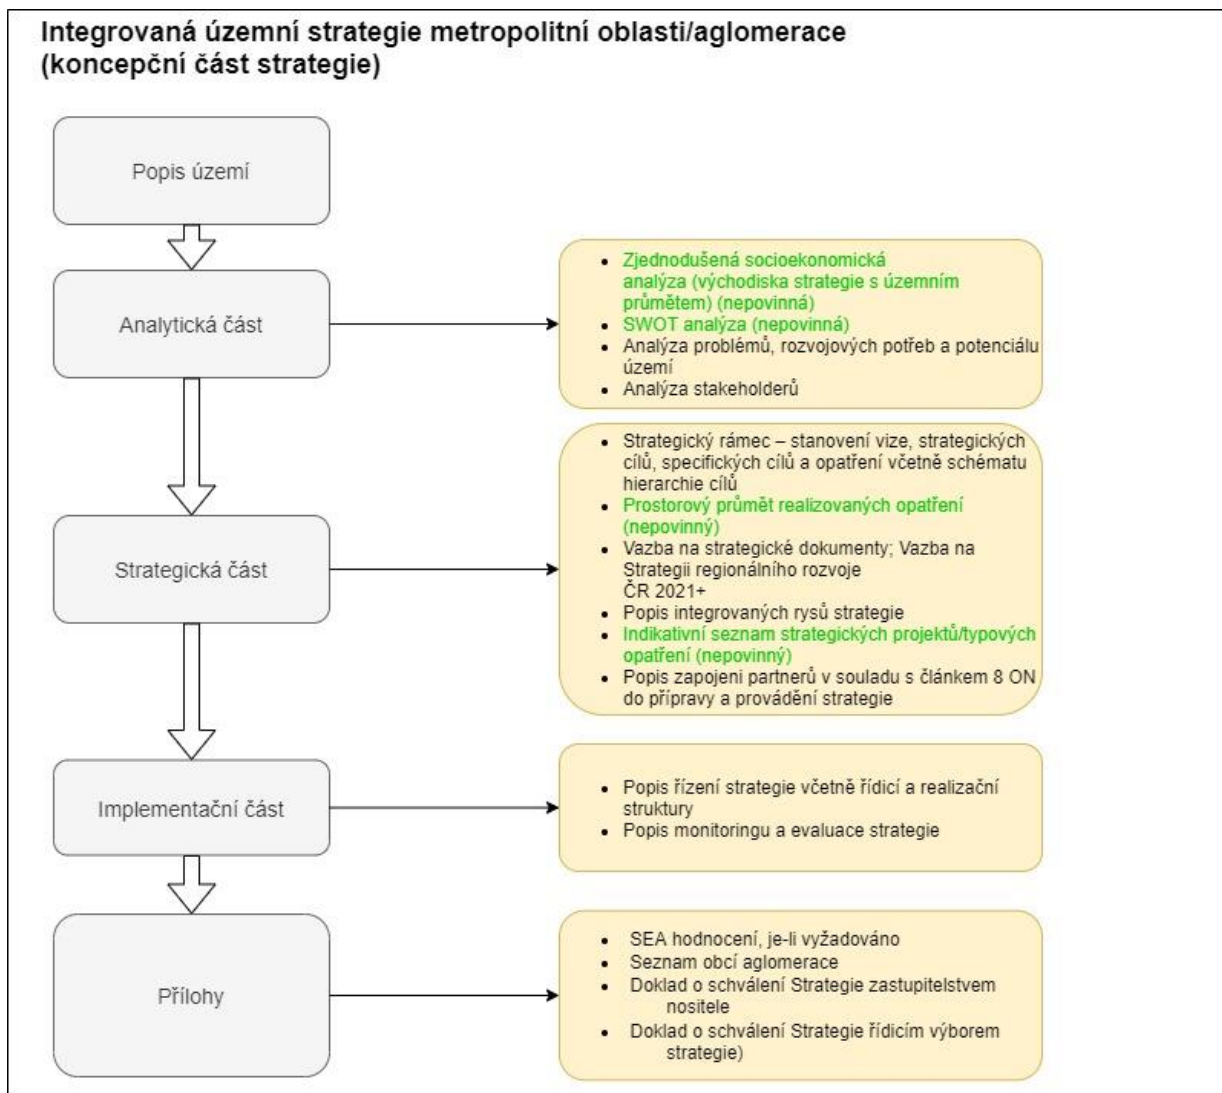 Integrovaná územní strategie metropolitní oblasti/aglomerace
(koncepční část strategie)
Popis území
Analytická část
• Zjednodušená socioekonomická
analýza (východiska strategie s územním
průmětem) (nepovinná)
• SWOT analýza (nepovinná)
• Analýza problémů, rozvojových potřeb a potenciálu
území
• Analýza stakeholderů
Strategická část
• Strategický rámec – stanovení vize, strategických
cílů, specifických cílů a opatření včetně schématu
hierarchie cílů
• Prostorový průmět realizovaných opatření
(nepovinný)
• Vazba na strategické dokumenty; Vazba na
Strategii regionálního rozvoje
ČR 2021+
• Popis integrovaných rysů strategie
• Indikativní seznam strategických projektů/typových
opatření (nepovinný)
• Popis zapojeni partnerů v souladu s článkem 8 ON
do přípravy a provádění strategie
Implementační část
• Popis řízení strategie včetně řídicí a realizační
struktury
• Popis monitoringu a evaluace strategie
Přílohy
• SEA hodnocení, je-li vyžadováno
• Seznam obcí aglomerace
• Doklad o schválení Strategie zastupitelstvem
nositele
• Doklad o schválení Strategie řídicím výborem
strategie)